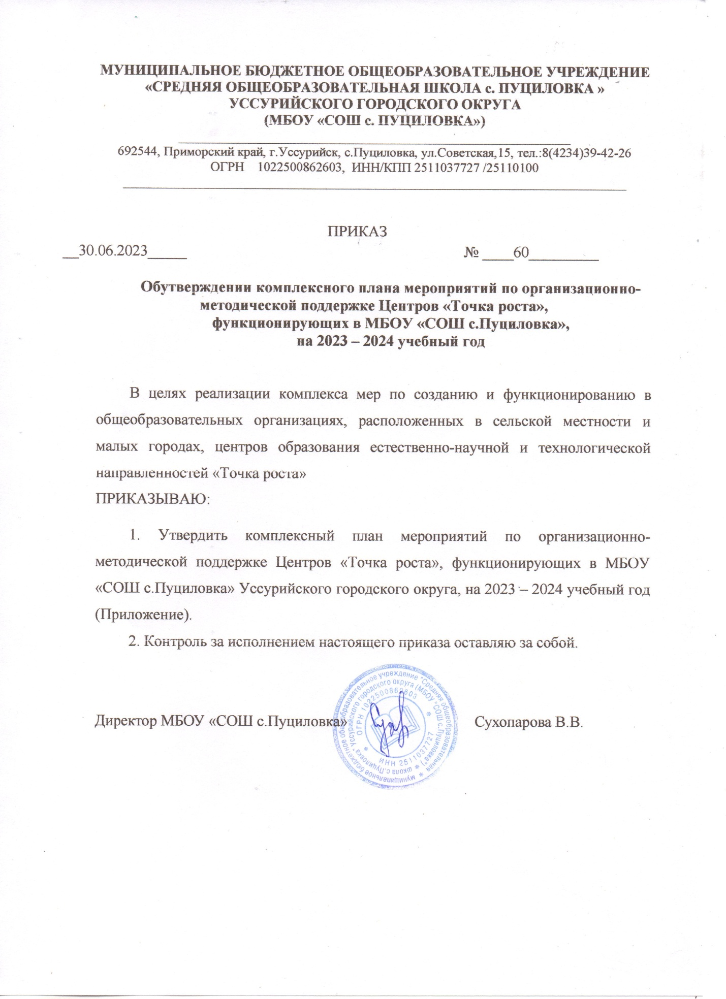 МУНИЦИПАЛЬНОЕ БЮДЖЕТНОЕ ОБЩЕОБРАЗОВАТЕЛЬНОЕ УЧРЕЖДЕНИЕ
«СРЕДНЯЯ ОБЩЕОБРАЗОВАТЕЛЬНАЯ ШКОЛА с. ПУЦИЛОВКА »
УССУРИЙСКОГО ГОРОДСКОГО ОКРУГА
(МБОУ «СОШ с. ПУЦИЛОВКА»)
692544, Приморский край, г.Уссурийск, с.Пуциловка, ул.Советская,15, тел.:8(4234)39-42-26
ОГРН 1022500862603, ИНН/КПП 2511037727 /25110100
ПРИКАЗ
__30.06.2023_____ № ____60_________
Обутверждении комплексного плана мероприятий по организационно-
методической поддержке Центров «Точка роста»,
функционирующих в МБОУ «СОШ с.Пуциловка»,
на 2023 – 2024 учебный год
В целях реализации комплекса мер по созданию и функционированию в
общеобразовательных организациях, расположенных в сельской местности и
малых городах, центров образования естественно-научной и технологической
направленностей «Точка роста»
ПРИКАЗЫВАЮ:
1. Утвердить комплексный план мероприятий по организационно-
методической поддержке Центров «Точка роста», функционирующих в МБОУ
«СОШ с.Пуциловка» Уссурийского городского округа, на 2023 – 2024 учебный год
(Приложение).
2. Контроль за исполнением настоящего приказа оставляю за собой.
Директор МБОУ «СОШ с.Пуциловка» Сухопарова В.В.
* муниципальное бюджетное общеобразовательное учреждение "Средняя общеобразовательная
школа с.Пуциловка" Уссурийского городского округа (МБОУ "СОШ с.Пуциловка") *
* ОГРН 1022500862603 *
ИНН 2511037727